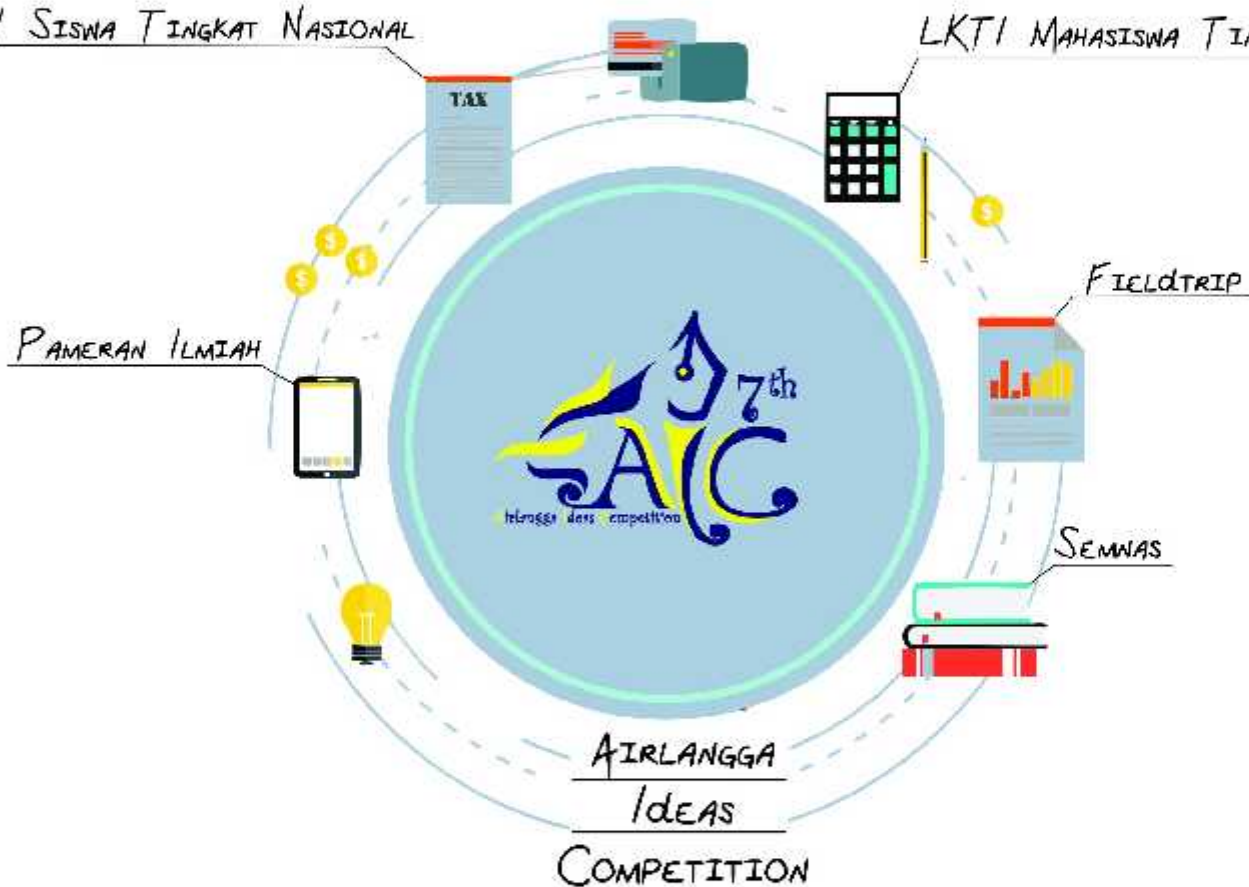 Siswa Tingkat Nasional
LKTI Mahasiswa
TAX
Fieldtrip
Pameran Ilmiah
7th
AIC
Semnas
Airlangga
Ideas
Competition